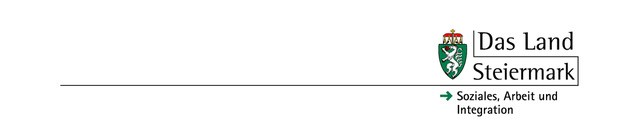 Das Land
Steiermark
Soziales, Arbeit und
Integration